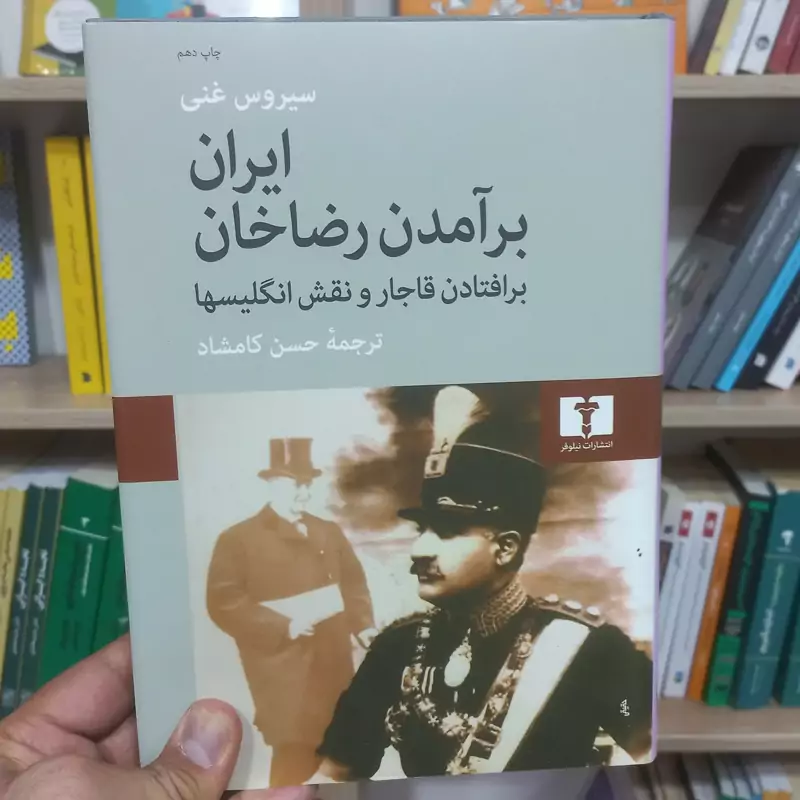 چاپ دهم
سیروس غنی
ایران
برآمدن رضاخان
برافتادن قاجار و نقش انگلیسها
ترجمهٔ حسن کامشاد
انتشارات نیلوفر